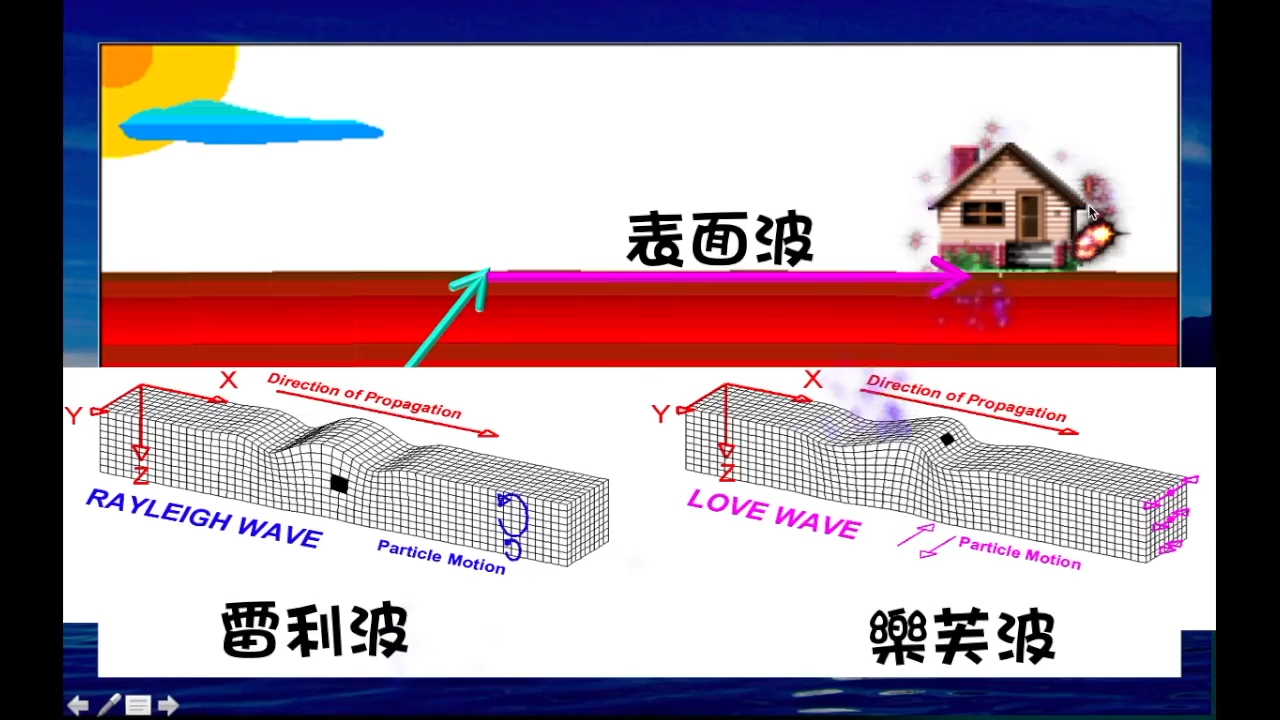 表面波
X
Direction of Propagation
Y
Z
RAYLEIGH WAVE
Particle Motion
雷利波
X
Direction of Propagation
Y
Z
LOVE WAVE
Particle Motion
樂芙波